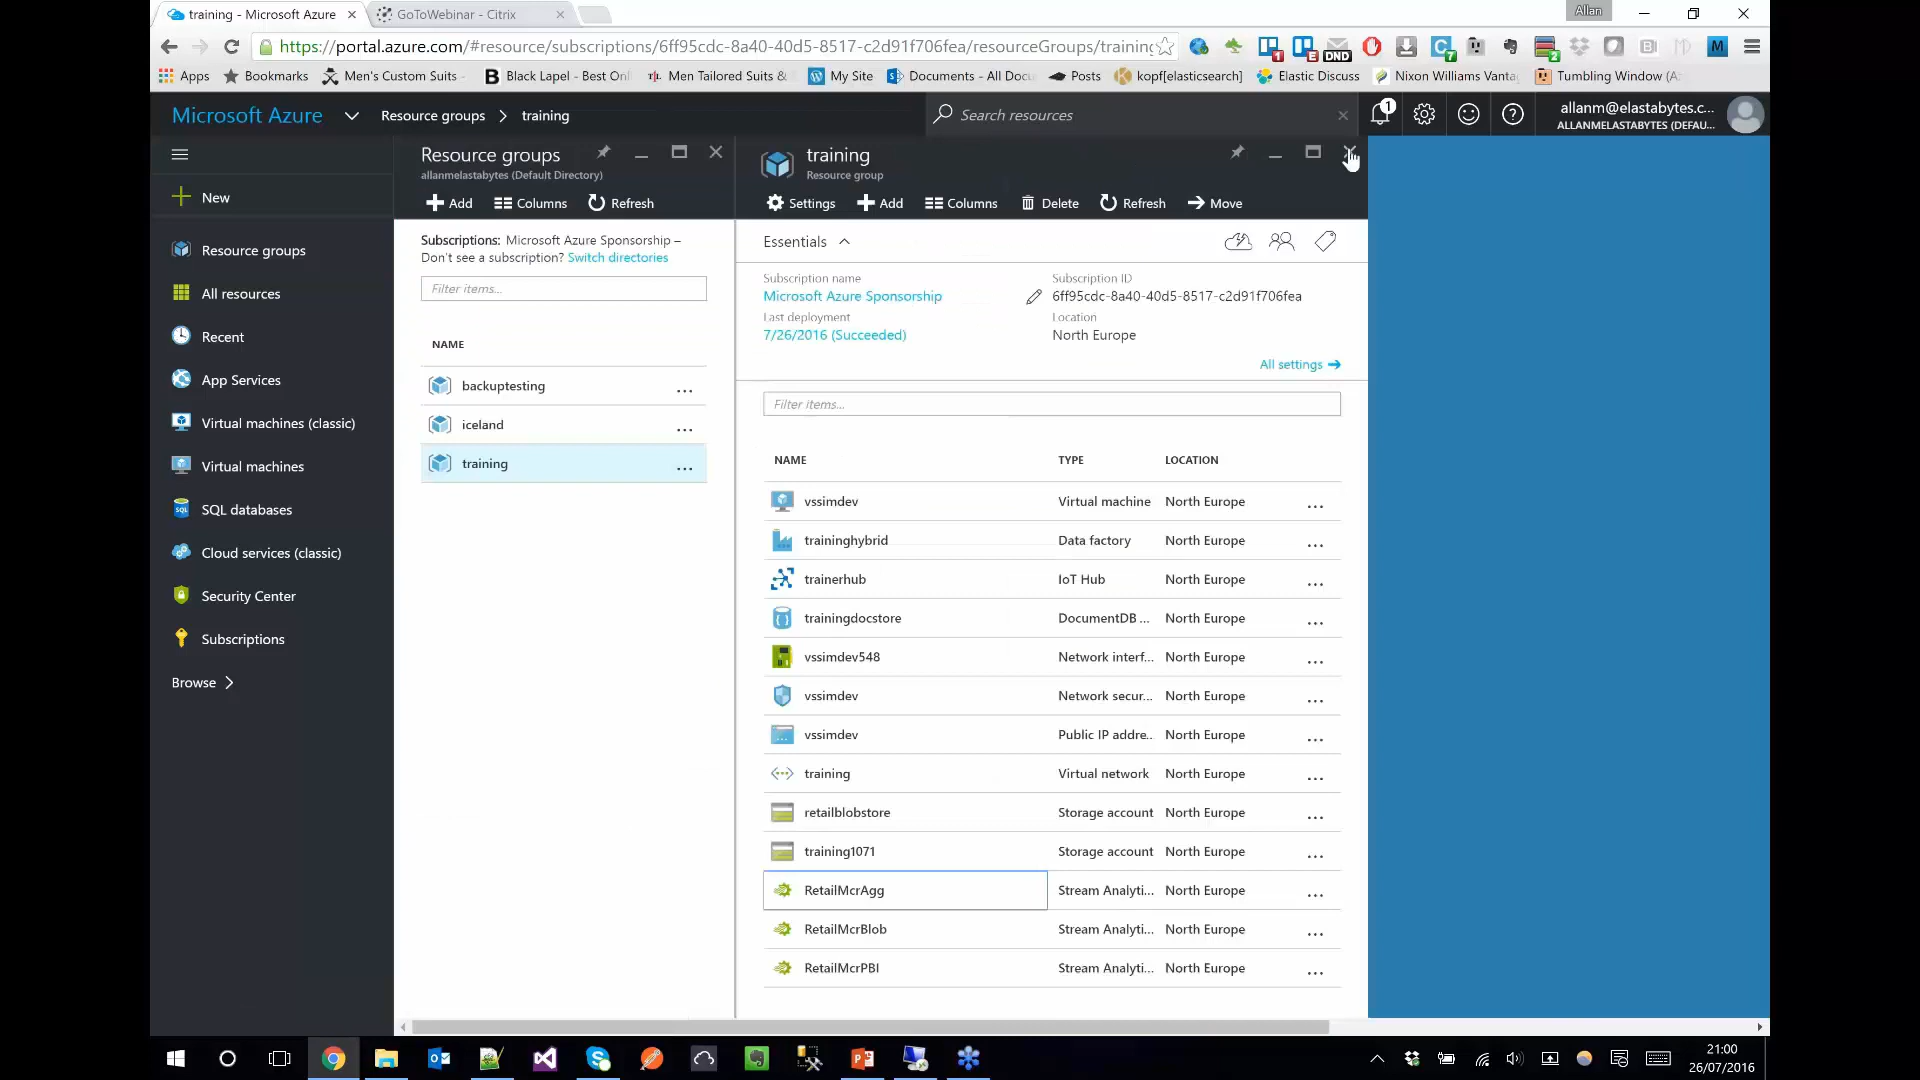 training - Microsoft Azure
GoToWebinar - Citrix
Allan
https://portal.azure.com/#resource/subscriptions/6ff95cdc-8a40-40d5-8517-c2d91f706fea/resourceGroups/training
Apps
Bookmarks
Men's Custom Suits
Black Lapel - Best Onl
Men Tailored Suits &
My Site
Documents - All Docu
Posts
kopf[elasticsearch]
Elastic Discuss
Nixon Williams Vanta
Tumbling Window (A
Microsoft Azure
Resource groups > training
Search resources
1
allanm@elastabytes.c...
ALLANMELASTABYTES (DEFAU...
New
Resource groups
All resources
Recent
App Services
Virtual machines (classic)
Virtual machines
SQL databases
Cloud services (classic)
Security Center
Subscriptions
Browse >
Resource groups
allanmelastabytes (Default Directory)
Add
Columns
Refresh
Subscriptions: Microsoft Azure Sponsorship –
Don't see a subscription? Switch directories
Filter items...
NAME
backuptesting ...
iceland ...
training ...
training
Resource group
Settings
Add
Columns
Delete
Refresh
Move
Essentials
Subscription name
Microsoft Azure Sponsorship
Last deployment
7/26/2016 (Succeeded)
Subscription ID
6ff95cdc-8a40-40d5-8517-c2d91f706fea
Location
North Europe
All settings
Filter items...
NAME TYPE LOCATION
vssimdev Virtual machine North Europe ...
traininghybrid Data factory North Europe ...
trainerhub IoT Hub North Europe ...
trainingdocstore DocumentDB ... North Europe ...
vssimdev548 Network interf... North Europe ...
vssimdev Network secur... North Europe ...
vssimdev Public IP addre... North Europe ...
training Virtual network North Europe ...
retailblobstore Storage account North Europe ...
training1071 Storage account North Europe ...
RetailMcrAgg Stream Analyti... North Europe ...
RetailMcrBlob Stream Analyti... North Europe ...
RetailMcrPBI Stream Analyti... North Europe ...
21:00
26/07/2016